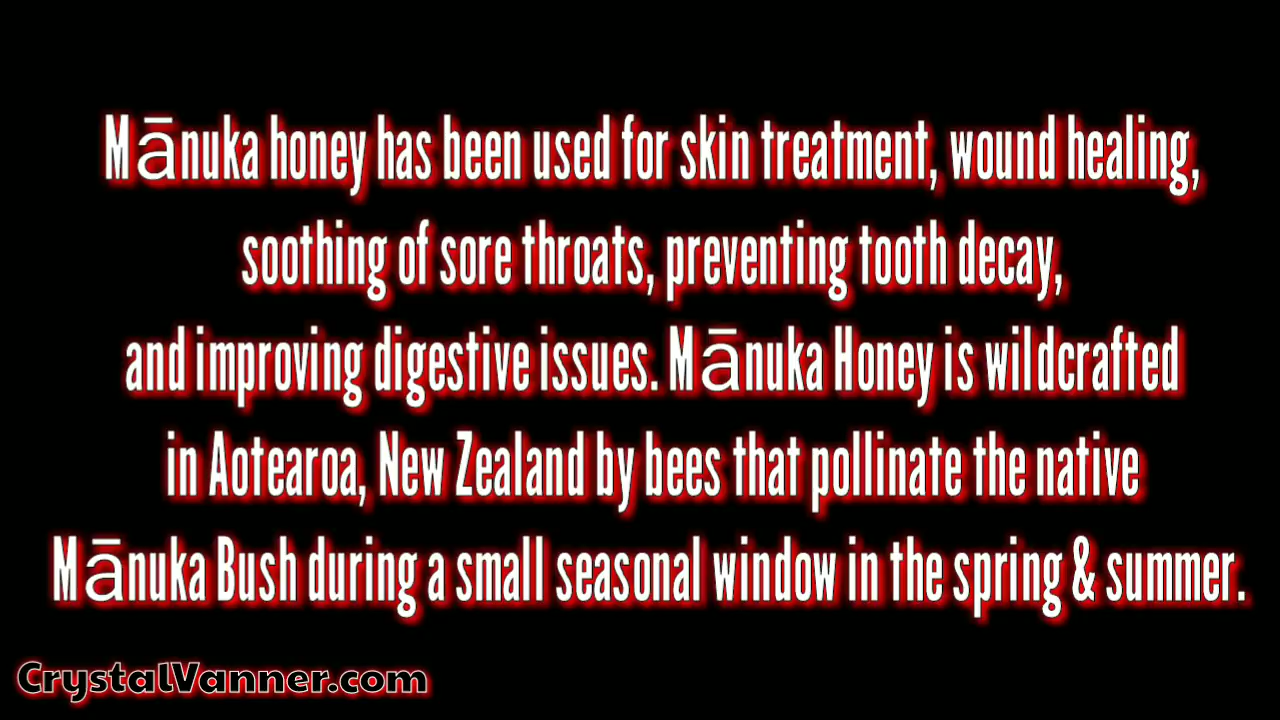 Mānuka honey has been used for skin treatment, wound healing,
soothing of sore throats, preventing tooth decay,
and improving digestive issues. Mānuka Honey is wildcrafted
in Aotearoa, New Zealand by bees that pollinate the native
Mānuka Bush during a small seasonal window in the spring & summer.
CrystalVanner.com